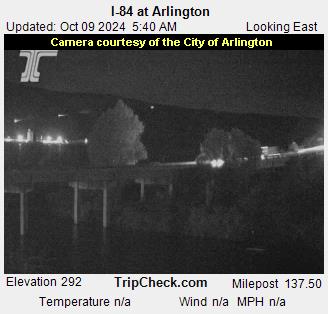 I-84 at Arlington
Updated: Oct 09 2024 5:40 AM Looking East
Camera courtesy of the City of Arlington
Elevation 292 TripCheck.com Milepost 137.50
Temperature n/a Wind n/a MPH n/a